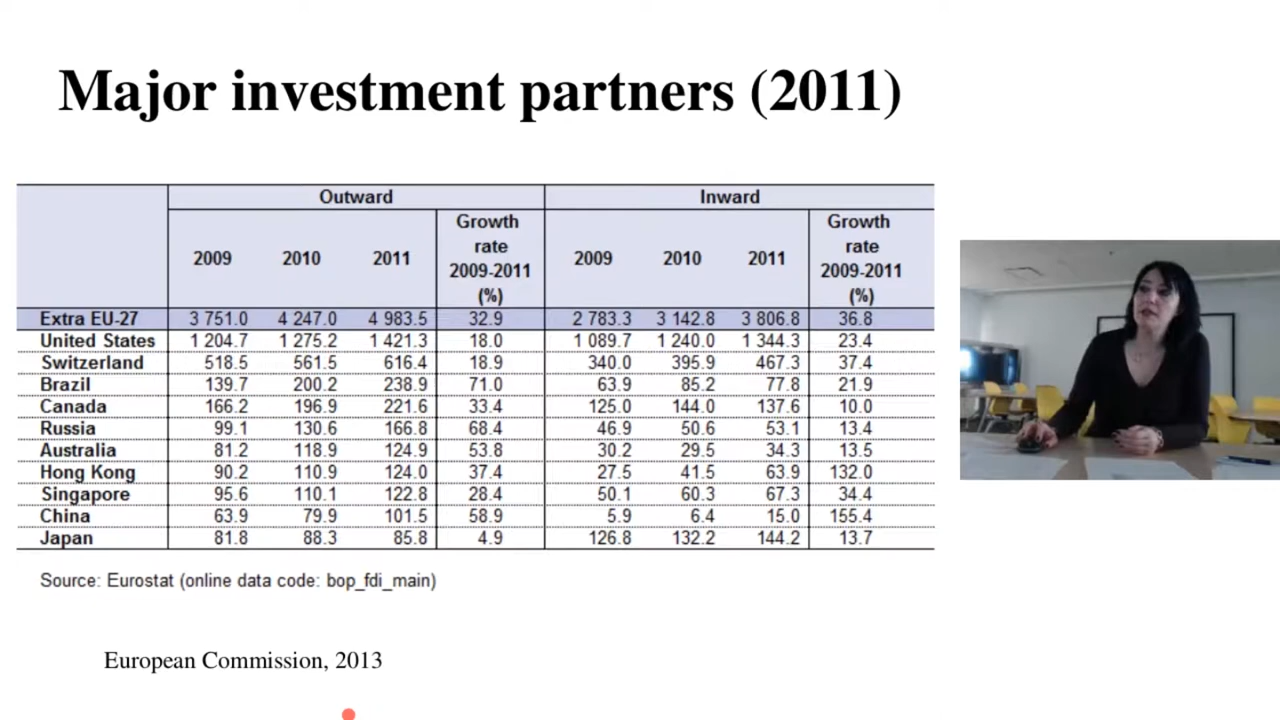 Major investment partners (2011)
Outward Inward
2009 2010 2011 Growth rate 2009-2011 (%) 2009 2010 2011 Growth rate 2009-2011 (%)
Extra EU-27 3 751.0 4 247.0 4 983.5 32.9 2 783.3 3 142.8 3 806.8 36.8
United States 1 204.7 1 275.2 1 421.3 18.0 1 089.7 1 240.0 1 344.3 23.4
Switzerland 518.5 561.5 616.4 18.9 340.0 395.9 467.3 37.4
Brazil 139.7 200.2 238.9 71.0 63.9 85.2 77.8 21.9
Canada 166.2 196.9 221.6 33.4 125.0 144.0 137.6 10.0
Russia 99.1 130.6 166.8 68.4 46.9 50.6 53.1 13.4
Australia 81.2 118.9 124.9 53.8 30.2 29.5 34.3 13.5
Hong Kong 90.2 110.9 124.0 37.4 27.5 41.5 63.9 132.0
Singapore 95.6 110.1 122.8 28.4 50.1 60.3 67.3 34.4
China 63.9 79.9 101.5 58.9 5.9 6.4 15.0 155.4
Japan 81.8 88.3 85.8 4.9 126.8 132.2 144.2 13.7
Source: Eurostat (online data code: bop_fdi_main)
European Commission, 2013